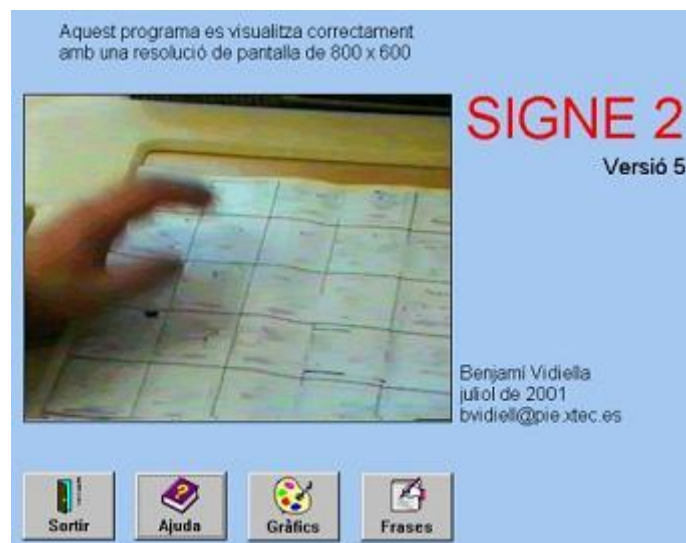 Aquest programa es visualitza correctament
amb una resolució de pantalla de 800 x 600
SIGNE 2
Versió 5
Benjamí Vidiella
juliol de 2001
bvidiell@pie.xtec.es
Sortir
Ajuda
Gràfics
Frases